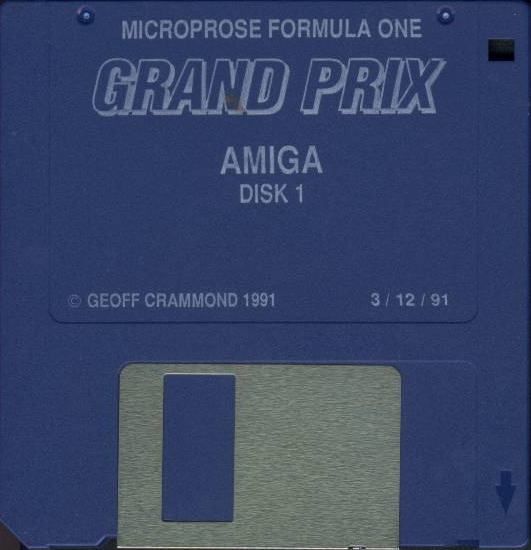 MICROPROSE FORMULA ONE
GRAND PRIX
AMIGA
DISK 1
© GEOFF CRAMMOND 1991 3 / 12 / 91